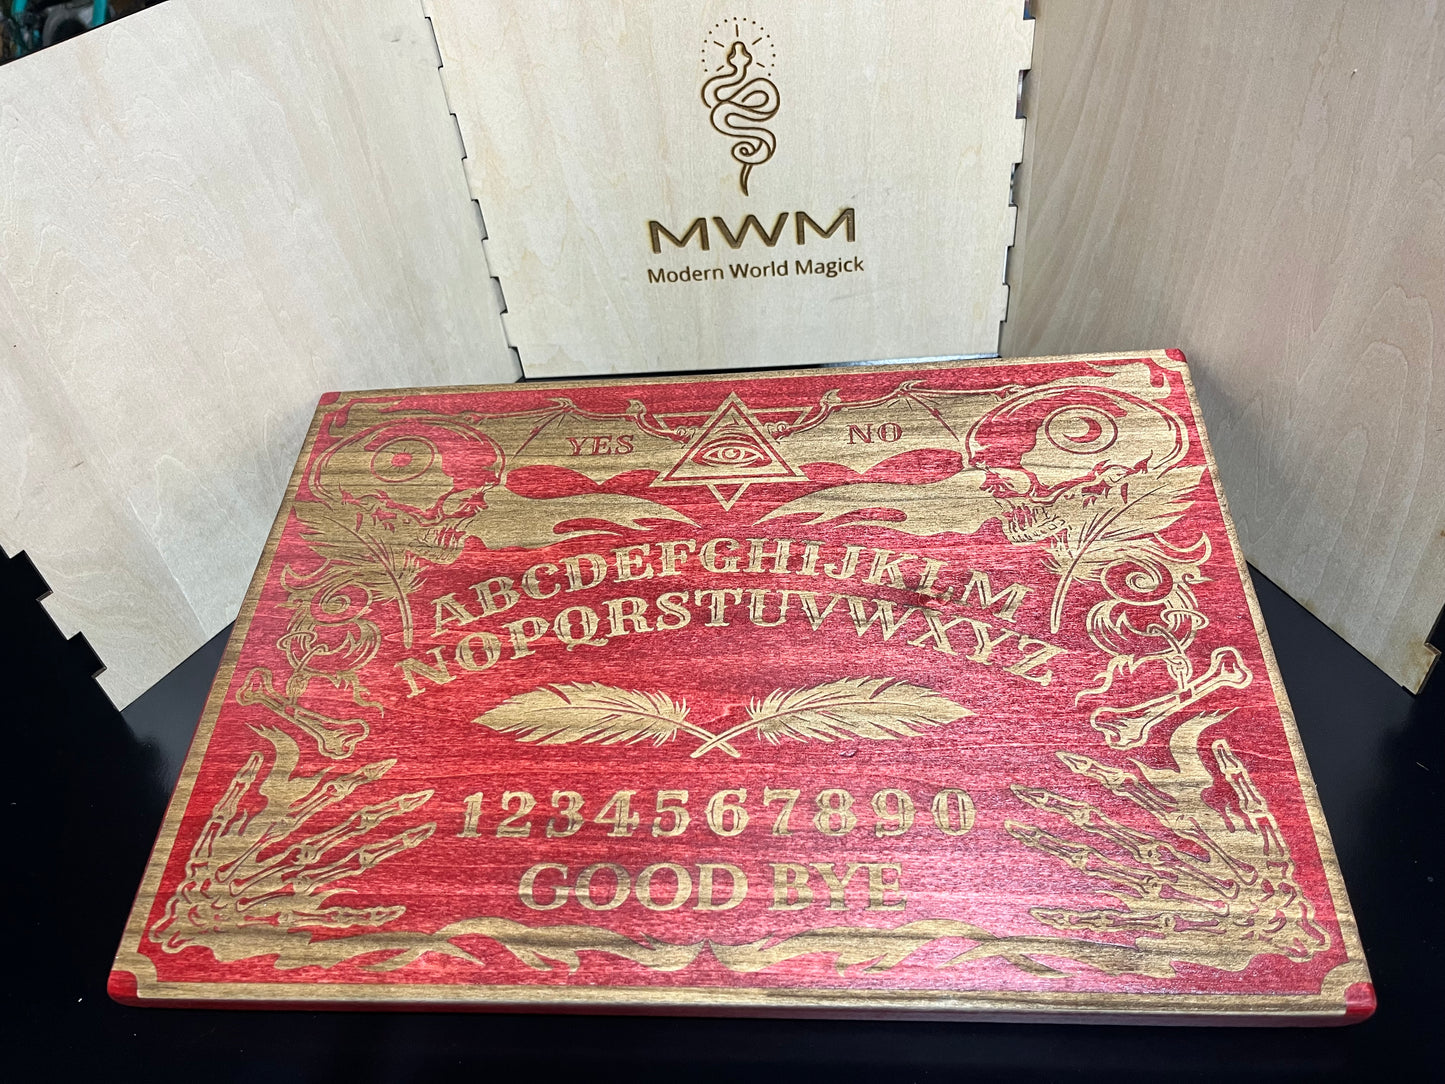 MWM
Modern World Magick
YES NO
ABCDEFGHIJKLM
NOPQRSTUVWXYZ
1234567890
GOOD BYE